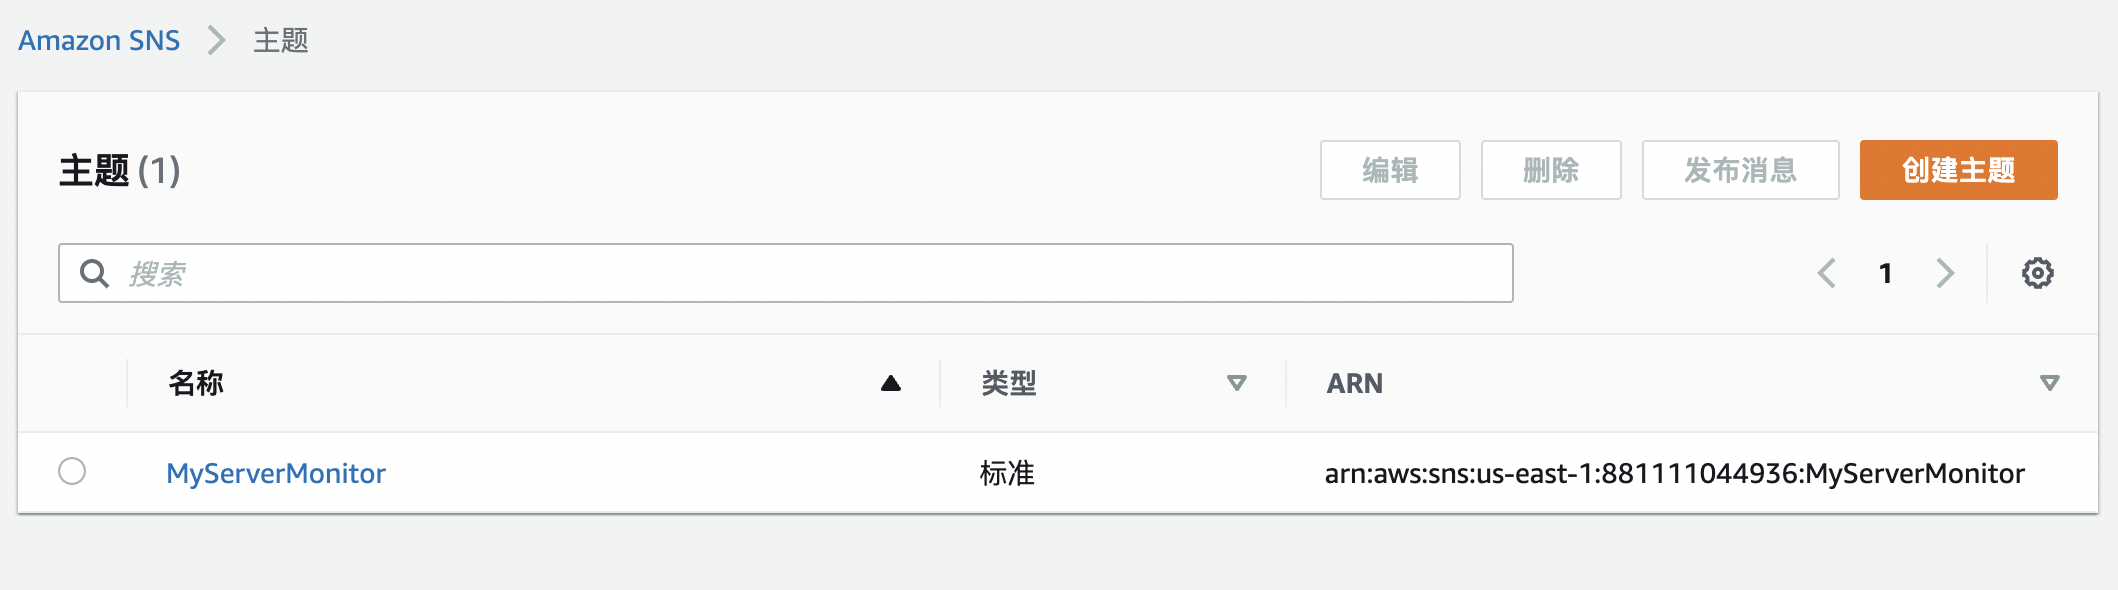 Amazon SNS 主题
主题 (1) 编辑 删除 发布消息 创建主题
搜索 1
名称 类型 ARN
MyServerMonitor 标准 arn:aws:sns:us-east-1:881111044936:MyServerMonitor